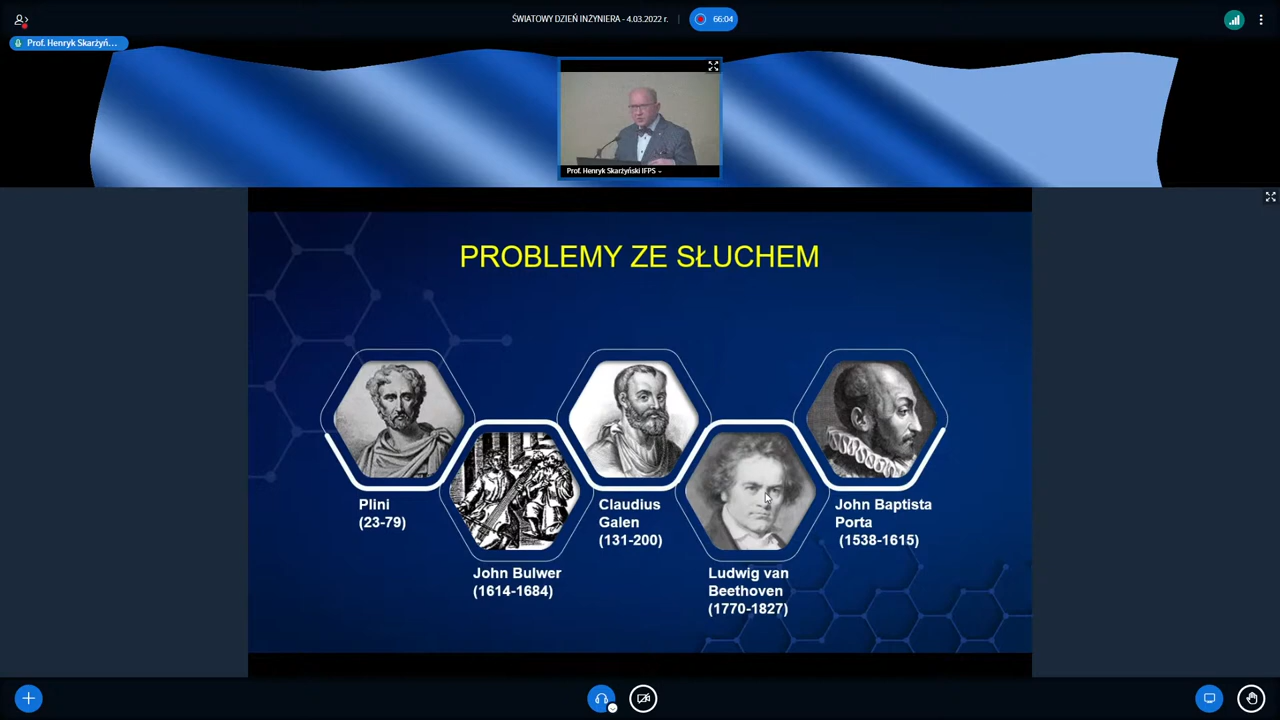 ŚWIATOWY DZIEŃ INŻYNIERA - 4.03.2022 r.
66:04
Prof. Henryk Skarżyń...
Prof. Henryk Skarżyński IFPS
PROBLEMY ZE SŁUCHEM
Plini
(23-79)
John Bulwer
(1614-1684)
Claudius
Galen
(131-200)
Ludwig van
Beethoven
(1770-1827)
John Baptista
Porta
(1538-1615)